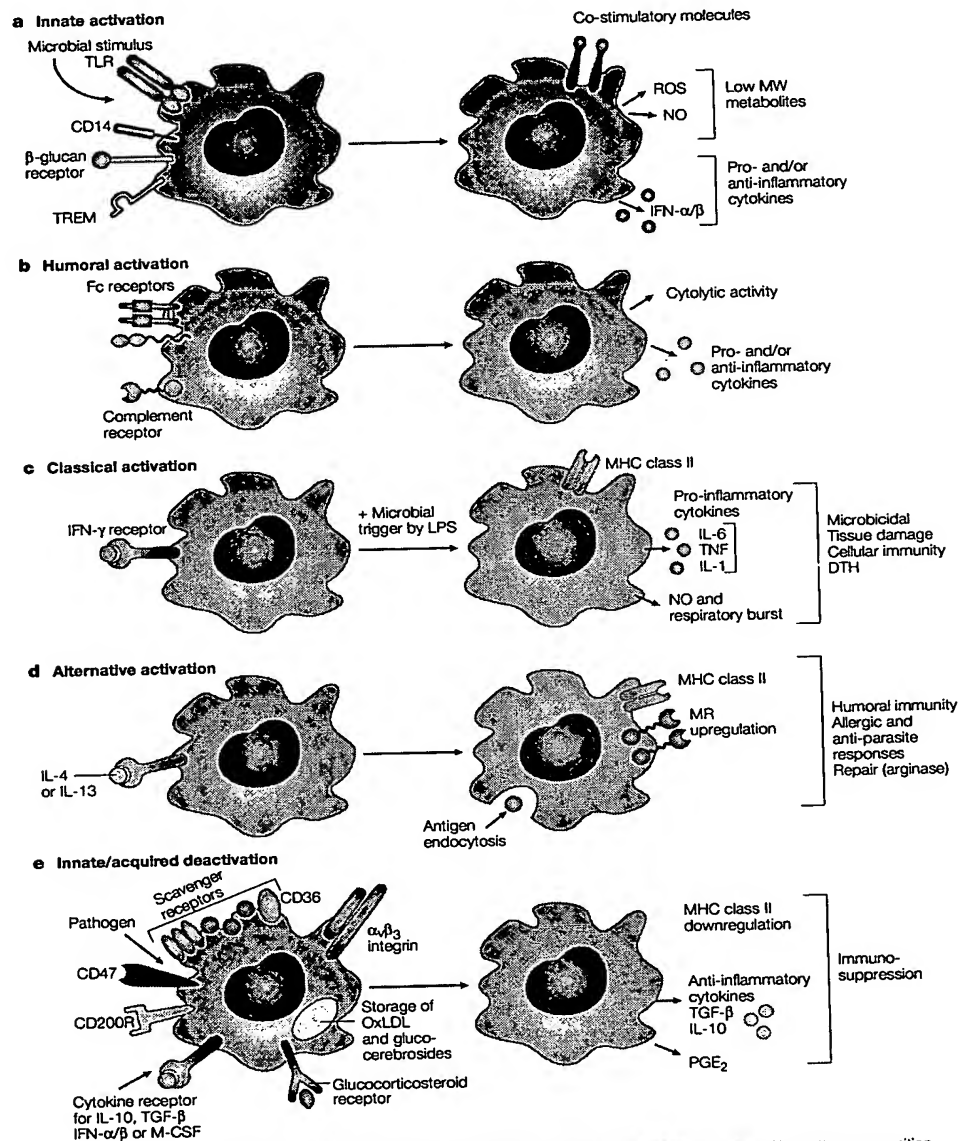 a Innate activation
Microbial stimulus
TLR
CD14
β-glucan
receptor
TREM
Co-stimulatory molecules
ROS
NO
Low MW
metabolites
IFN-α/β
Pro- and/or
anti-inflammatory
cytokines
b Humoral activation
Fc receptors
Complement
receptor
Cytolytic activity
Pro- and/or
anti-inflammatory
cytokines
c Classical activation
IFN-γ receptor
+ Microbial
trigger by LPS
MHC class II
Pro-inflammatory
cytokines
IL-6
TNF
IL-1
NO and
respiratory burst
Microbicidal
Tissue damage
Cellular immunity
DTH
d Alternative activation
IL-4
or IL-13
MHC class II
MR
upregulation
Antigen
endocytosis
Humoral immunity
Allergic and
anti-parasite
responses
Repair (arginase)
e Innate/acquired deactivation
Scavenger
receptors
CD36
Pathogen
αvβ3
integrin
CD47
CD200R
Storage of
OxLDL
and gluco-
cerebrosides
Glucocorticosteroid
receptor
Cytokine receptor
for IL-10, TGF-β
IFN-α/β or M-CSF
MHC class II
downregulation
Anti-inflammatory
cytokines
TGF-β
IL-10
PGE2
Immuno-
suppression